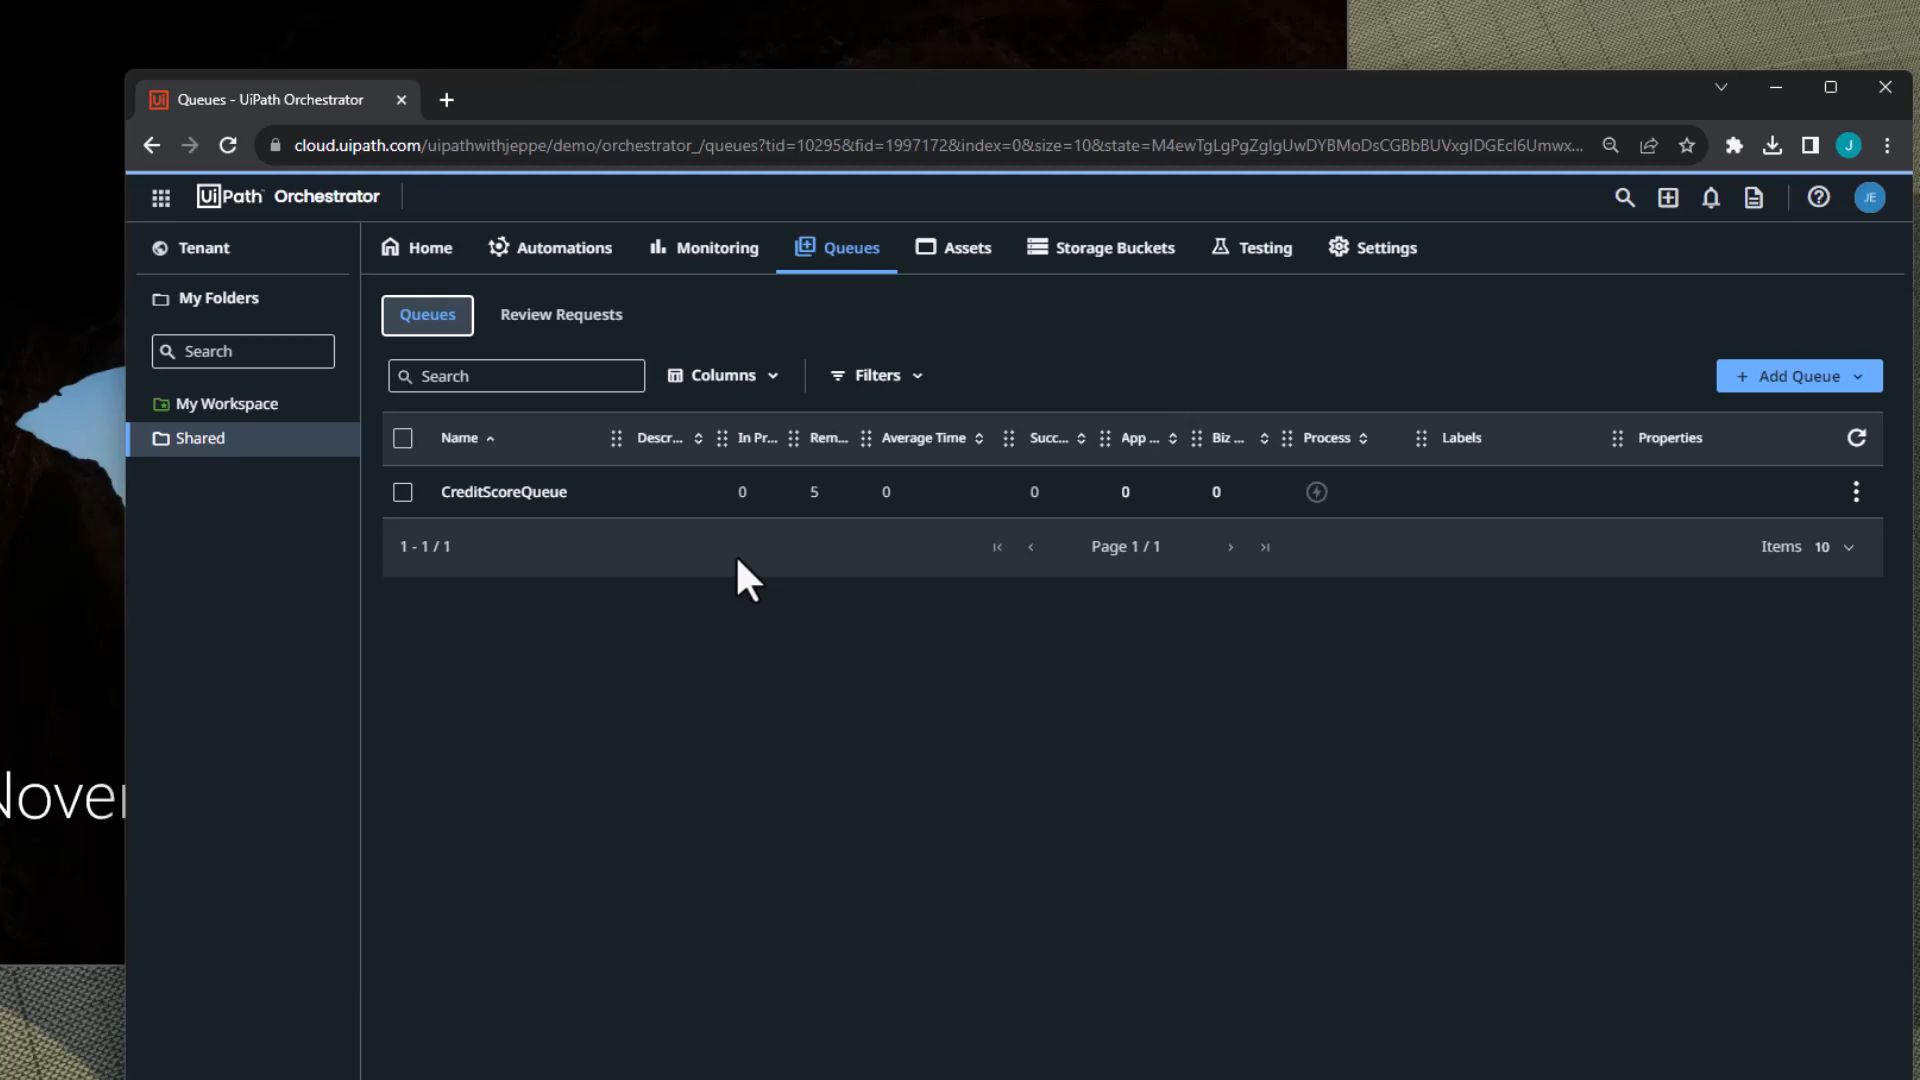 Queues - UiPath Orchestrator
cloud.uipath.com/uipathwithjeppe/demo/orchestrator_/queues?tid=10295&fid=1997172&index=0&size=10&state=M4ewTgLgPgZglgUwDYBMoDsCGBbBUVxgIDGEcI6Umwx...
J
UiPath Orchestrator
JE
Tenant
Home Automations Monitoring Queues Assets Storage Buckets Testing Settings
My Folders
Queues Review Requests
Search
Search Columns Filters + Add Queue
My Workspace
Shared
Name Descr... In Pr... Rem... Average Time Succ... App ... Biz ... Process Labels Properties
CreditScoreQueue 0 5 0 0 0 0
1 - 1 / 1 Page 1 / 1 Items 10